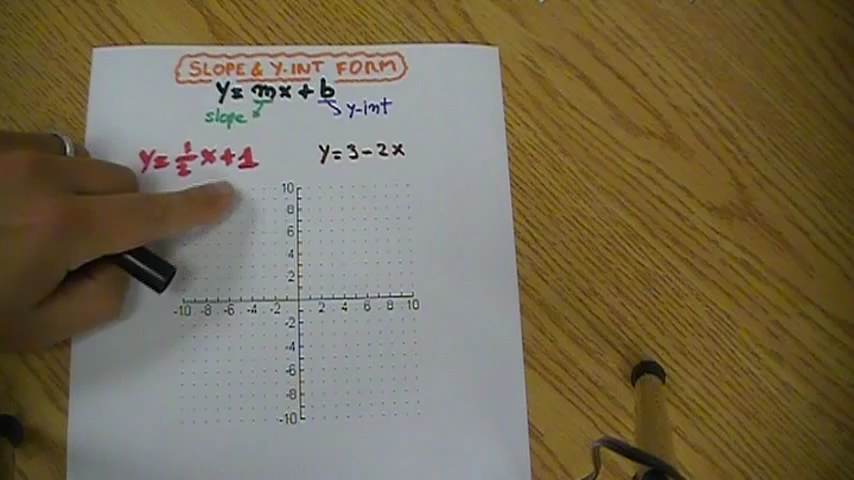 SLOPE & Y-INT FORM
y = mx + b
slope y-int
y = 1/2 x + 1 y = 3 - 2x
10
8
6
4
2
-10 -8 -6 -4 -2 2 4 6 8 10
-2
-4
-6
-8
-10